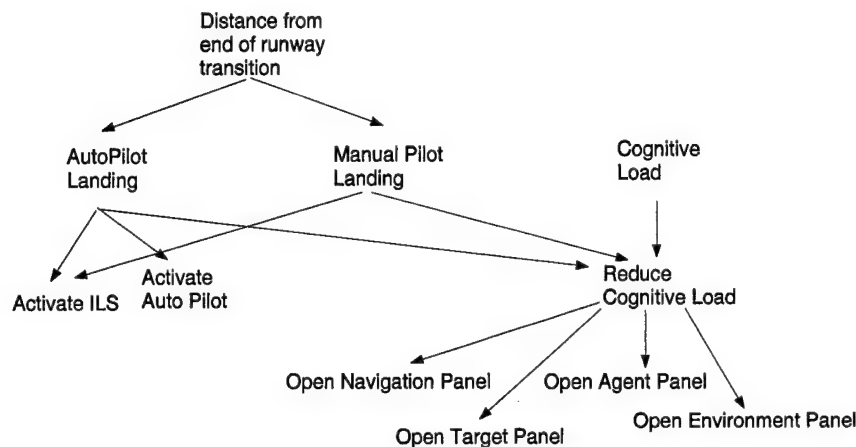 Distance from
end of runway
transition
AutoPilot
Landing
Manual Pilot
Landing
Cognitive
Load
Activate ILS
Activate
Auto Pilot
Reduce
Cognitive Load
Open Navigation Panel
Open Agent Panel
Open Target Panel
Open Environment Panel